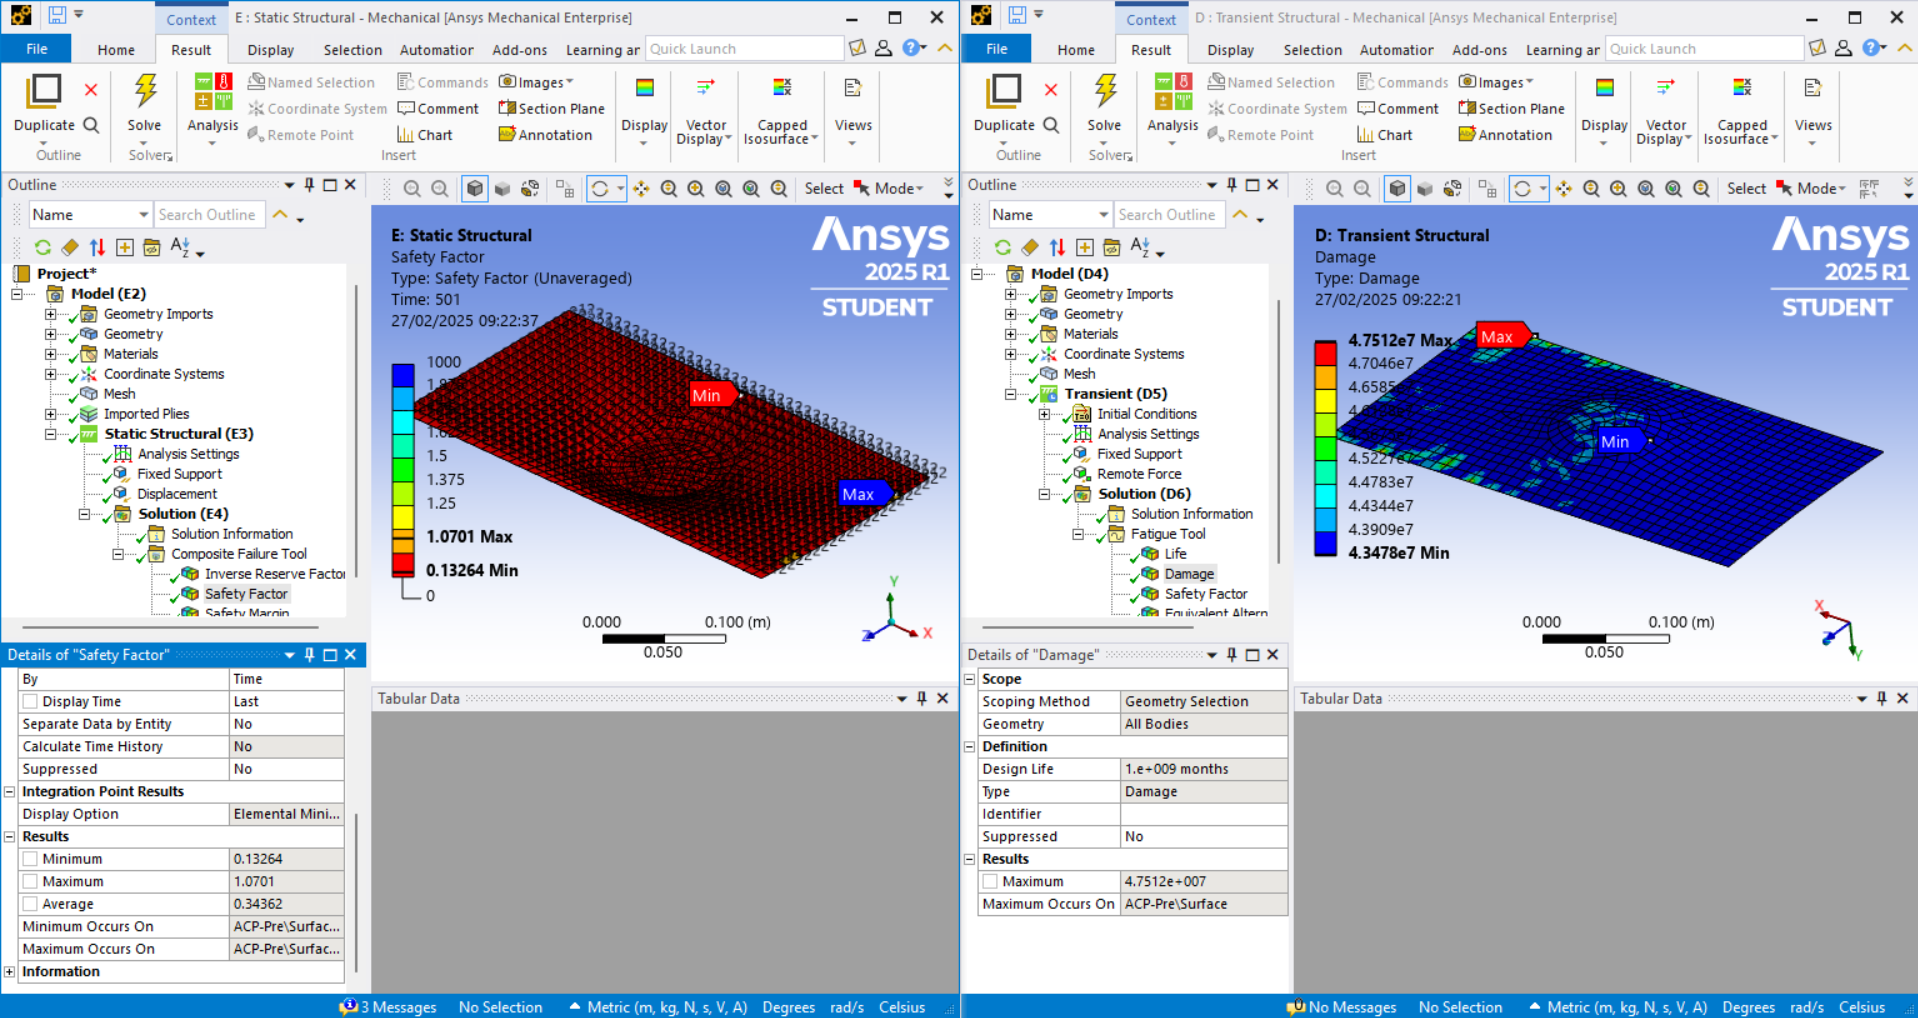 Context
E : Static Structural - Mechanical [Ansys Mechanical Enterprise]
File
Home
Result
Display
Selection
Automation
Add-ons
Learning ar
Quick Launch
Duplicate
Outline
Solve
Solver
Analysis
Named Selection
Coordinate System
Remote Point
Commands
Comment
Chart
Images
Section Plane
Annotation
Insert
Display
Vector
Display
Capped
Isosurface
Views
Outline
Name
Search Outline
Select
Mode
Project*
Model (E2)
Geometry Imports
Geometry
Materials
Coordinate Systems
Mesh
Imported Plies
Static Structural (E3)
Analysis Settings
Fixed Support
Displacement
Solution (E4)
Solution Information
Composite Failure Tool
Inverse Reserve Factor
Safety Factor
Safety Margin
E: Static Structural
Safety Factor
Type: Safety Factor (Unaveraged)
Time: 501
27/02/2025 09:22:37
Ansys
2025 R1
STUDENT
1000
1.5
1.375
1.25
1.0701 Max
0.13264 Min
0
Min
Max
0.000
0.100 (m)
0.050
Y
X
Z
Details of "Safety Factor"
By Time
Display Time Last
Separate Data by Entity No
Calculate Time History No
Suppressed No
Integration Point Results
Display Option Elemental Mini...
Results
Minimum 0.13264
Maximum 1.0701
Average 0.34362
Minimum Occurs On ACP-Pre\Surfac...
Maximum Occurs On ACP-Pre\Surfac...
Information
Tabular Data
3 Messages
No Selection
Metric (m, kg, N, s, V, A)
Degrees
rad/s
Celsius
Context
D : Transient Structural - Mechanical [Ansys Mechanical Enterprise]
File
Home
Result
Display
Selection
Automation
Add-ons
Learning ar
Quick Launch
Duplicate
Outline
Solve
Solver
Analysis
Named Selection
Coordinate System
Remote Point
Commands
Comment
Chart
Images
Section Plane
Annotation
Insert
Display
Vector
Display
Capped
Isosurface
Views
Outline
Name
Search Outline
Select
Mode
Model (D4)
Geometry Imports
Geometry
Materials
Coordinate Systems
Mesh
Transient (D5)
Initial Conditions
Analysis Settings
Fixed Support
Remote Force
Solution (D6)
Solution Information
Fatigue Tool
Life
Damage
Safety Factor
Equivalent Altern
D: Transient Structural
Damage
Type: Damage
27/02/2025 09:22:21
Ansys
2025 R1
STUDENT
4.7512e7 Max
4.7046e7
4.4783e7
4.4344e7
4.3909e7
4.3478e7 Min
Max
Min
0.000
0.100 (m)
0.050
X
Z
Y
Details of "Damage"
Scope
Scoping Method Geometry Selection
Geometry All Bodies
Definition
Design Life 1.e+009 months
Type Damage
Identifier
Suppressed No
Results
Maximum 4.7512e+007
Maximum Occurs On ACP-Pre\Surface
Tabular Data
No Messages
No Selection
Metric (m, kg, N, s, V, A)
Degrees
rad/s
Celsius